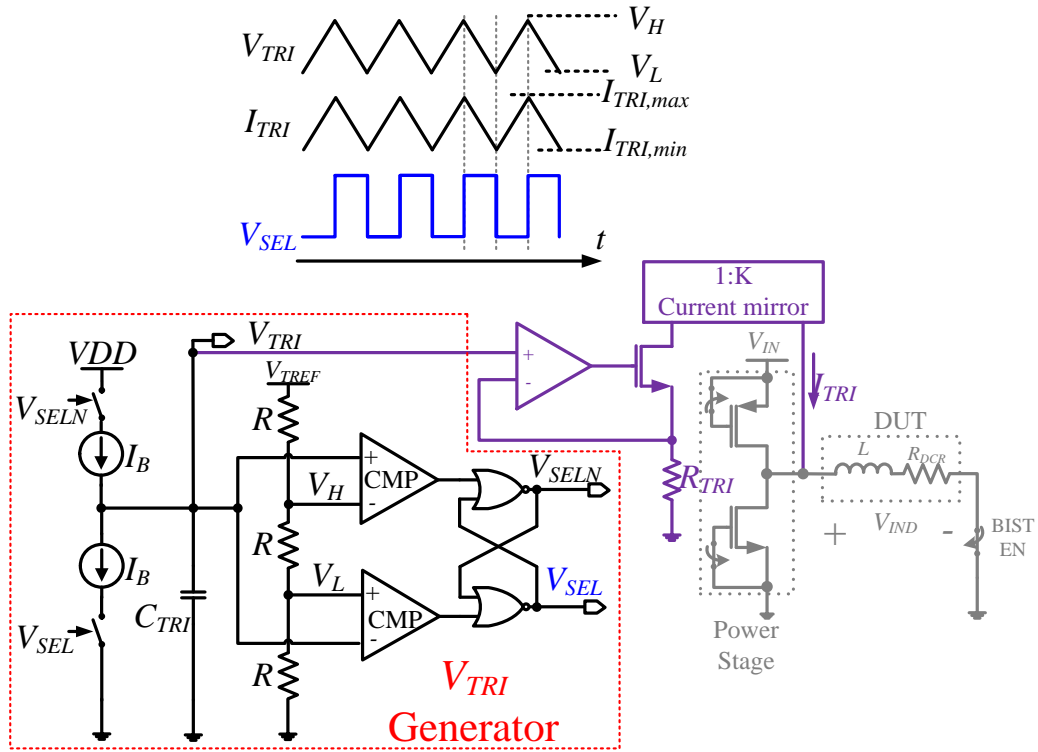 V_H
V_TRI
V_L
I_TRI,max
I_TRI
I_TRI,min
V_SEL
t
1:K
Current mirror
V_TRI
VDD
V_TREF
+
-
V_IN
I_TRI
V_SELN
R
DUT
I_B
+
CMP
-
V_SELN
L
R_DCR
V_H
R_TRI
R
+
V_IND
-
BIST
EN
I_B
V_L
+
CMP
-
V_SEL
C_TRI
V_SEL
Power
Stage
R
V_TRI
Generator